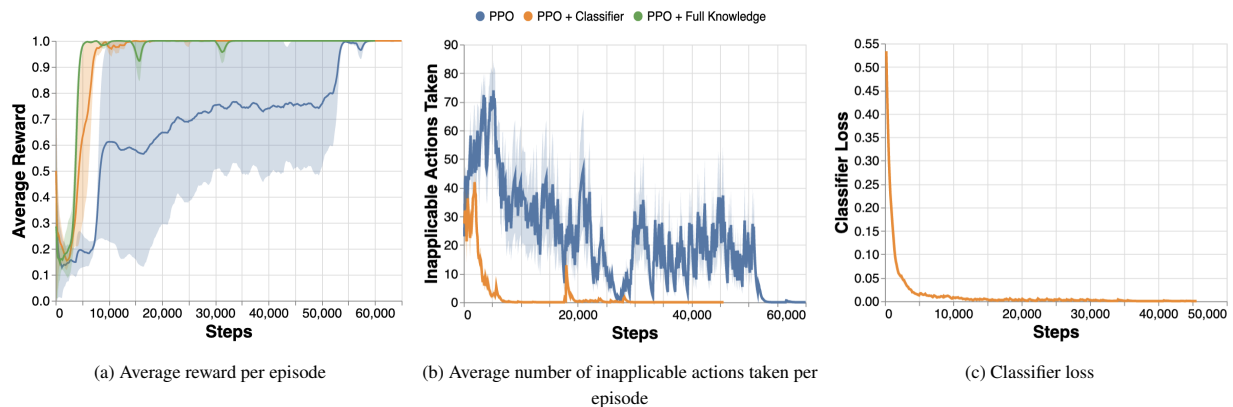 PPO PPO + Classifier PPO + Full Knowledge
1.0
0.9
0.8
0.7
0.6
0.5
0.4
0.3
0.2
0.1
0.0
Average Reward
0 10,000 20,000 30,000 40,000 50,000 60,000
Steps
(a) Average reward per episode
90
80
70
60
50
40
30
20
10
0
Inapplicable Actions Taken
0 20,000 40,000 60,000
Steps
(b) Average number of inapplicable actions taken per
episode
0.55
0.50
0.45
0.40
0.35
0.30
0.25
0.20
0.15
0.10
0.05
0.00
Classifier Loss
0 10,000 20,000 30,000 40,000 50,000
Steps
(c) Classifier loss